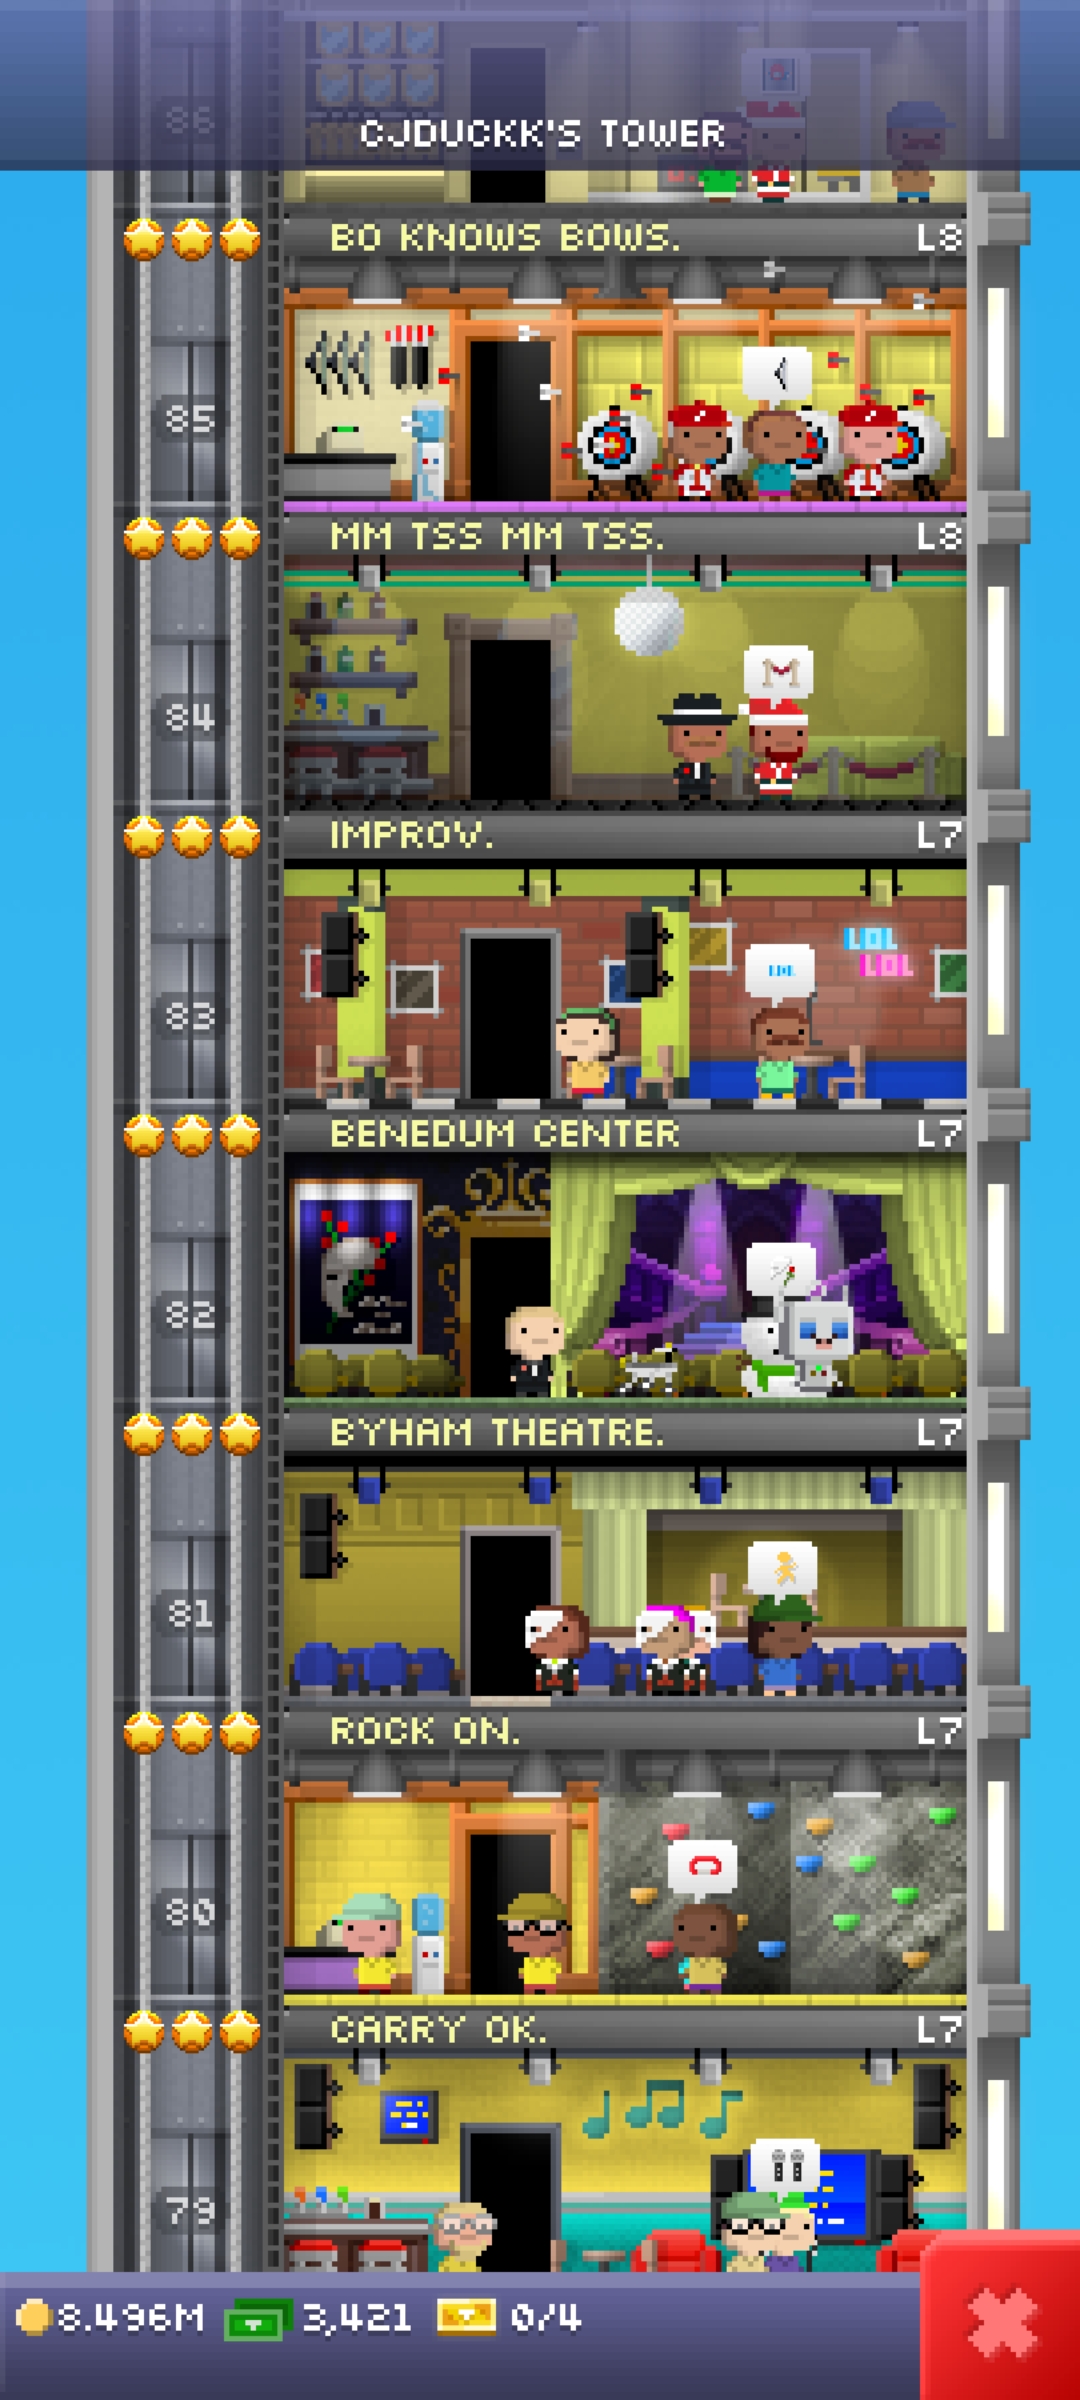 86
CJDUCKK'S TOWER
BO KNOWS BOWS. L8
85
MM TSS MM TSS. L8
84
IMPROV. L7
LOL
LOL
LOL
83
BENEDUM CENTER L7
82
BYHAM THEATRE. L7
81
ROCK ON. L7
80
CARRY OK. L7
79
8.496M 3,421 0/4